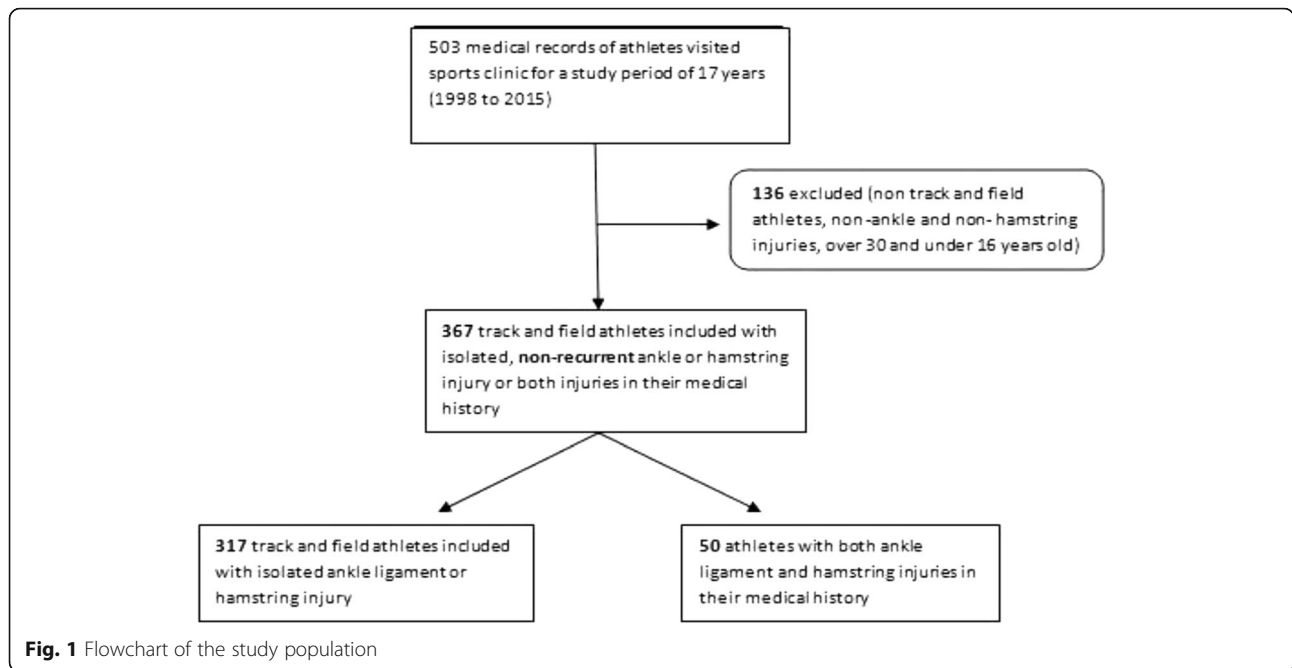 503 medical records of athletes visited
sports clinic for a study period of 17 years
(1998 to 2015)
136 excluded (non track and field
athletes, non-ankle and non-hamstring
injuries, over 30 and under 16 years old)
367 track and field athletes included with
isolated, non-recurrent ankle or hamstring
injury or both injuries in their medical
history
317 track and field athletes included
with isolated ankle ligament or
hamstring injury
50 athletes with both ankle
ligament and hamstring injuries in
their medical history
Fig. 1 Flowchart of the study population